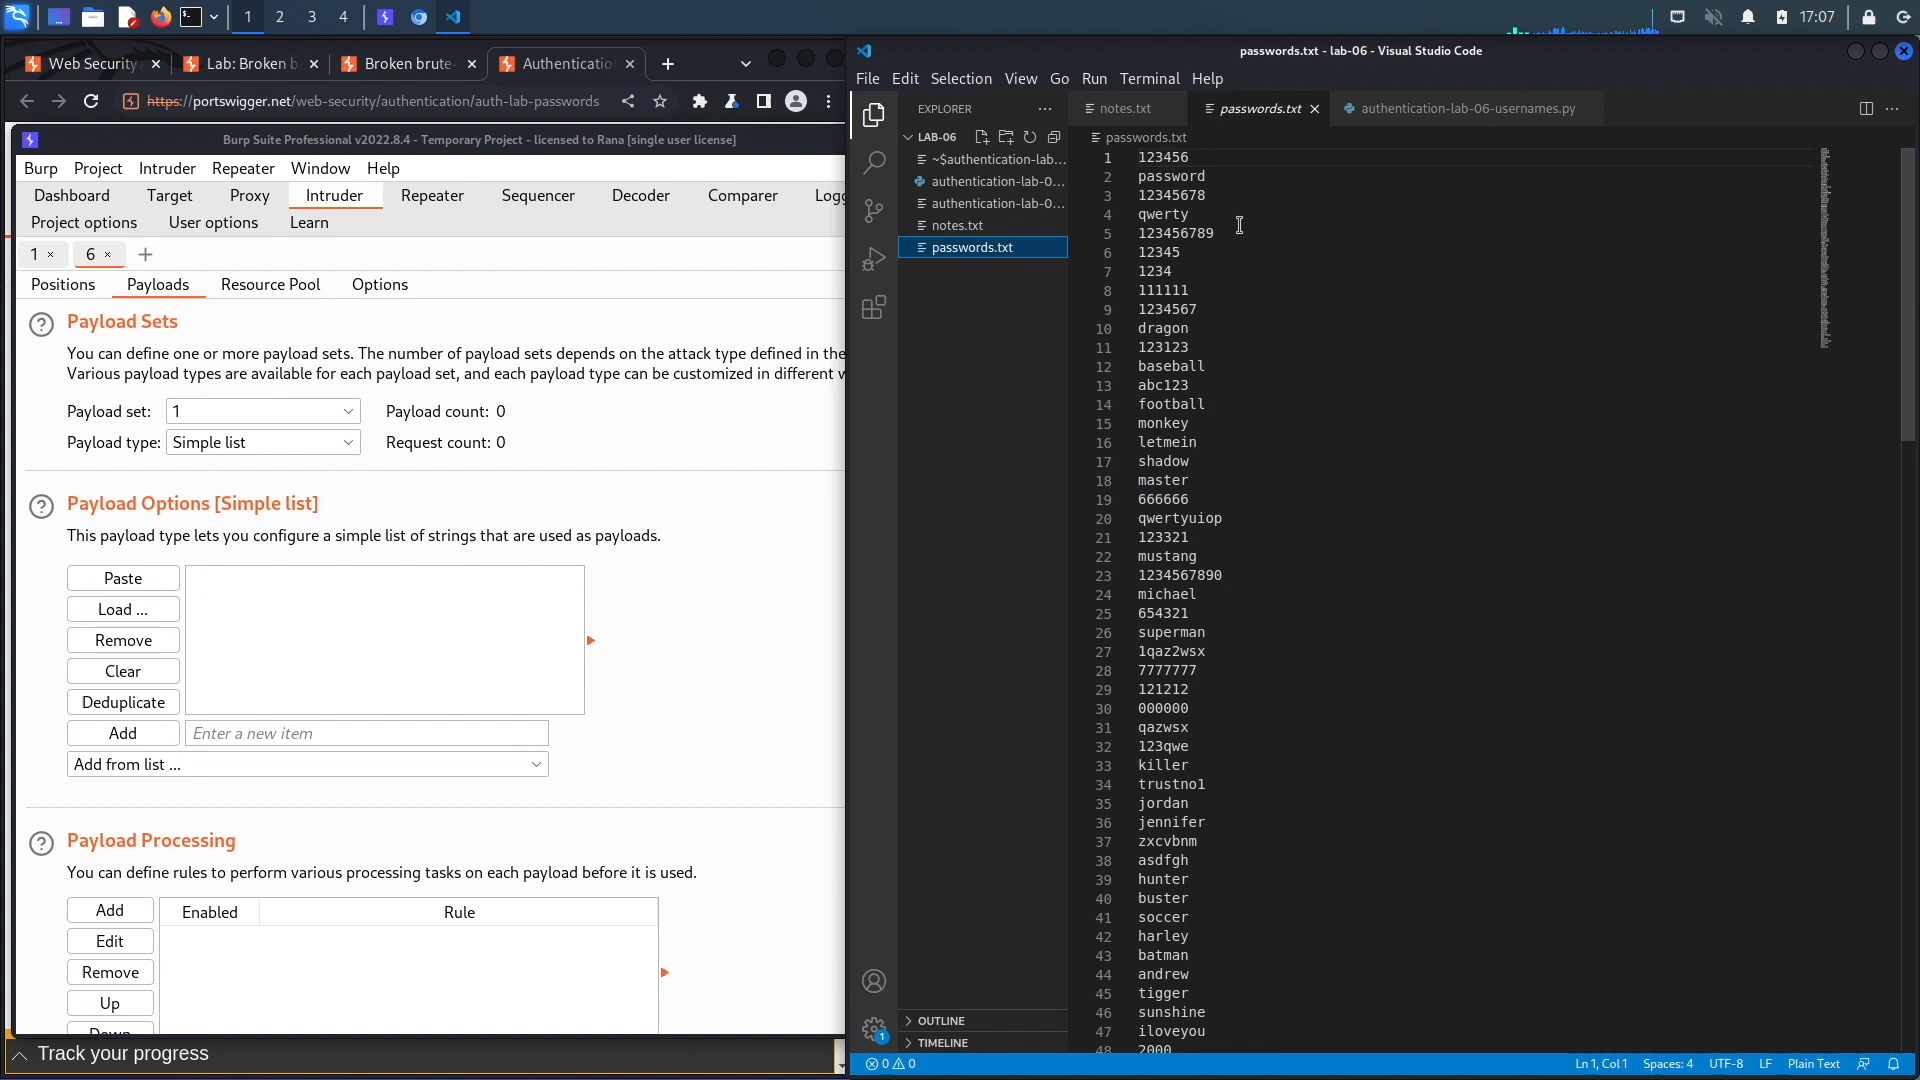 1
2
3
4
17:07
Web Security
Lab: Broken b
Broken brute-
Authenticatio
https://portswigger.net/web-security/authentication/auth-lab-passwords
Burp Suite Professional v2022.8.4 - Temporary Project - licensed to Rana [single user license]
Burp Project Intruder Repeater Window Help
Dashboard Target Proxy Intruder Repeater Sequencer Decoder Comparer Logg
Project options User options Learn
1 × 6 × +
Positions Payloads Resource Pool Options
Payload Sets
You can define one or more payload sets. The number of payload sets depends on the attack type defined in the
Various payload types are available for each payload set, and each payload type can be customized in different w
Payload set: 1 Payload count: 0
Payload type: Simple list Request count: 0
Payload Options [Simple list]
This payload type lets you configure a simple list of strings that are used as payloads.
Paste
Load ...
Remove
Clear
Deduplicate
Add Enter a new item
Add from list ...
Payload Processing
You can define rules to perform various processing tasks on each payload before it is used.
Add Enabled Rule
Edit
Remove
Up
Down
Track your progress
passwords.txt - lab-06 - Visual Studio Code
File Edit Selection View Go Run Terminal Help
EXPLORER
LAB-06
~$authentication-lab...
authentication-lab-0...
authentication-lab-0...
notes.txt
passwords.txt
OUTLINE
TIMELINE
1
notes.txt passwords.txt authentication-lab-06-usernames.py
passwords.txt
1 123456
2 password
3 12345678
4 qwerty
5 123456789
6 12345
7 1234
8 111111
9 1234567
10 dragon
11 123123
12 baseball
13 abc123
14 football
15 monkey
16 letmein
17 shadow
18 master
19 666666
20 qwertyuiop
21 123321
22 mustang
23 1234567890
24 michael
25 654321
26 superman
27 1qaz2wsx
28 7777777
29 121212
30 000000
31 qazwsx
32 123qwe
33 killer
34 trustno1
35 jordan
36 jennifer
37 zxcvbnm
38 asdfgh
39 hunter
40 buster
41 soccer
42 harley
43 batman
44 andrew
45 tigger
46 sunshine
47 iloveyou
48 2000
0 0 Ln 1, Col 1 Spaces: 4 UTF-8 LF Plain Text